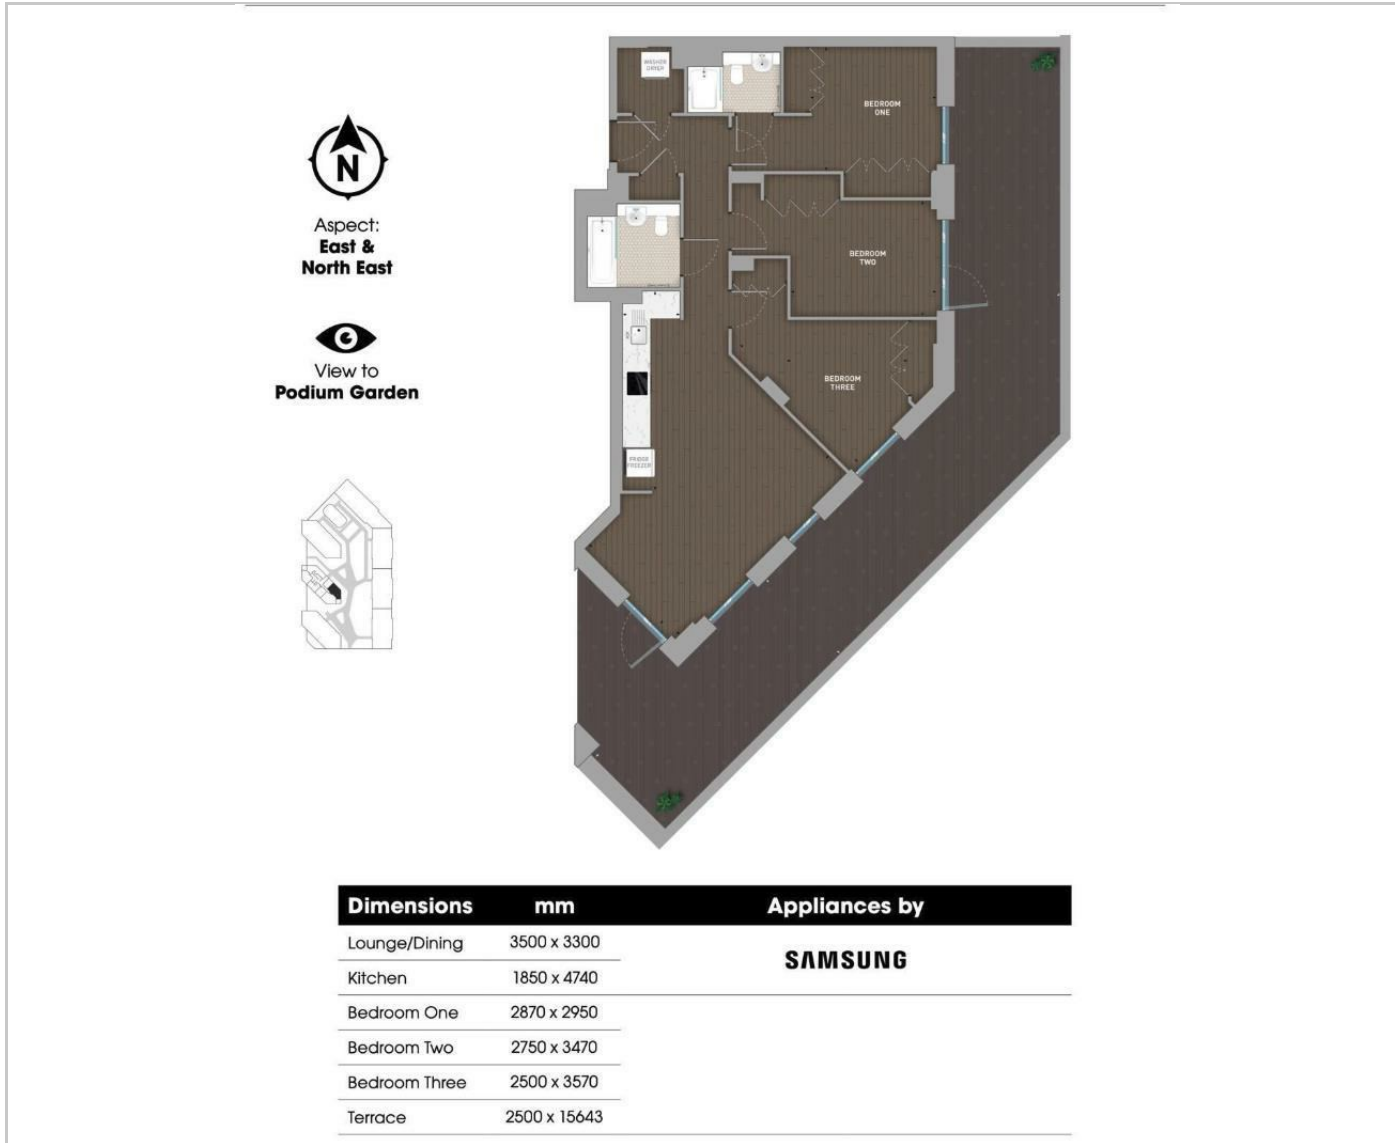 N
Aspect:
East &
North East
View to
Podium Garden
WASHER
DRYER
BEDROOM
ONE
BEDROOM
TWO
BEDROOM
THREE
FRIDGE
FREEZER
Dimensions mm Appliances by
Lounge/Dining 3500 x 3300
SAMSUNG
Kitchen 1850 x 4740
Bedroom One 2870 x 2950
Bedroom Two 2750 x 3470
Bedroom Three 2500 x 3570
Terrace 2500 x 15643